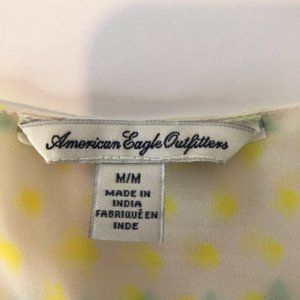 American Eagle Outfitters
M/M
MADE IN
INDIA
FABRIQUÉ EN
INDE